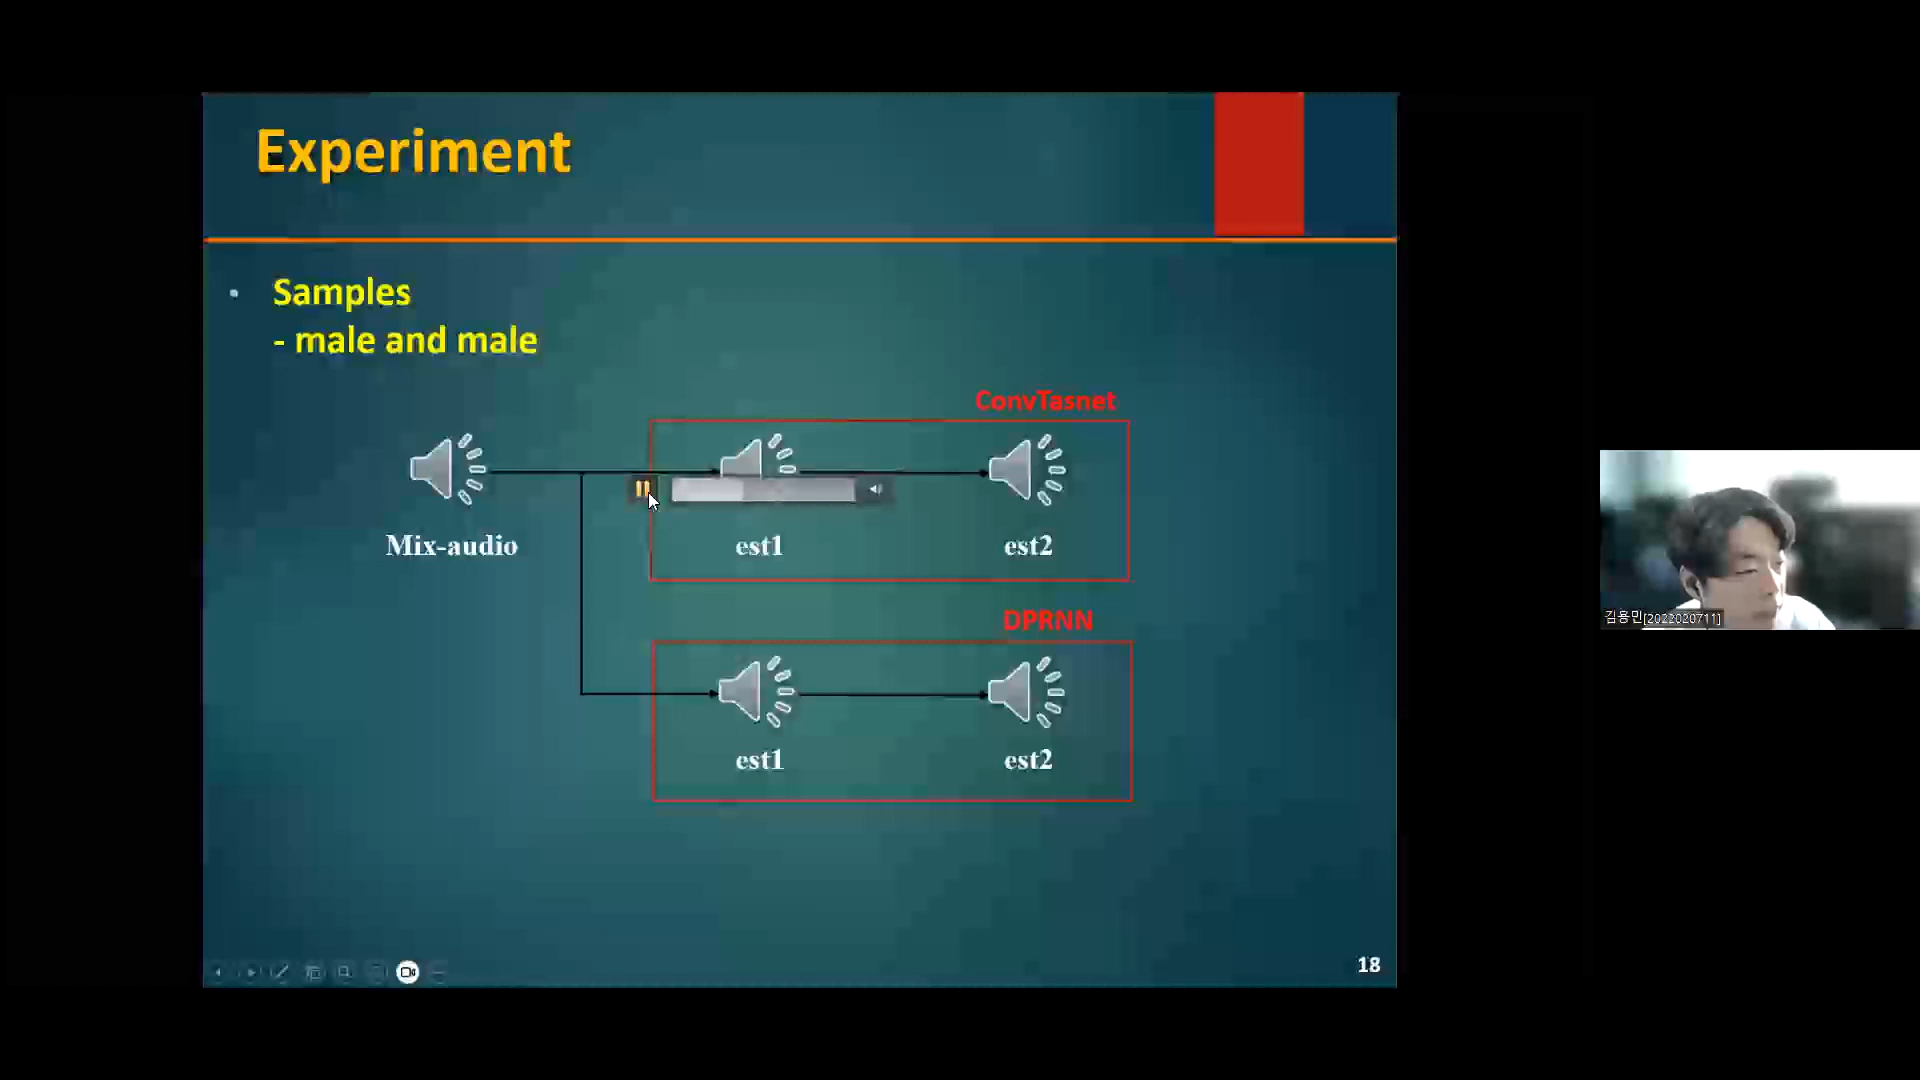 Experiment
• Samples
- male and male
ConvTasnet
Mix-audio
est1
est2
DPRNN
est1
est2
18
김용민[2022020711]